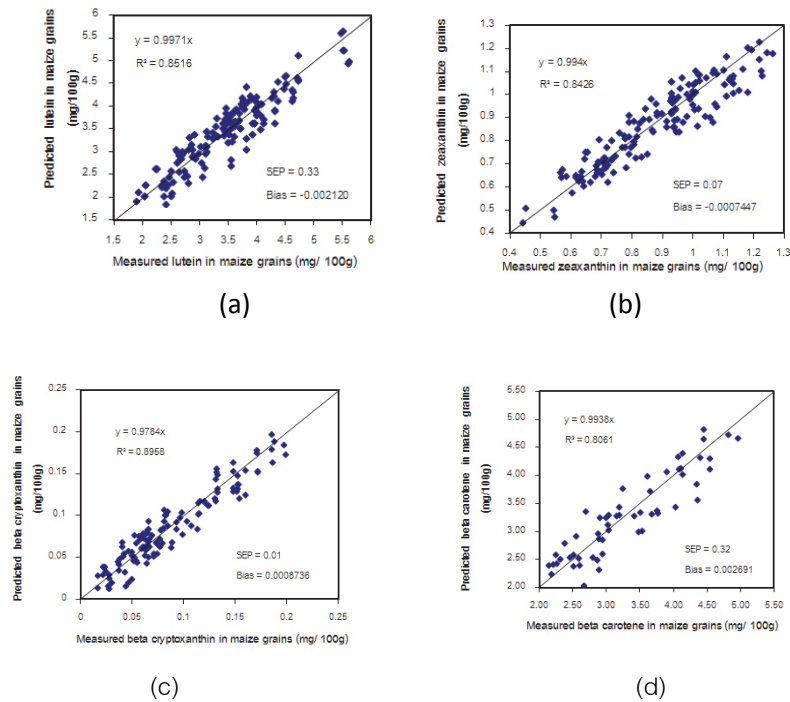 Predicted lutein in maize grains
(mg/100g)
6
5.5
5
4.5
4
3.5
3
2.5
2
1.5
y = 0.9971x
R² = 0.8516
SEP = 0.33
Bias = -0.002120
1.5 2 2.5 3 3.5 4 4.5 5 5.5 6
Measured lutein in maize grains (mg/ 100g)
(a)
Predicted zeaxanthin in maize grains
(mg/100g)
1.3
1.2
1.1
1
0.9
0.8
0.7
0.6
0.5
0.4
y = 0.994x
R² = 0.8426
SEP = 0.07
Bias = -0.0007447
0.4 0.5 0.6 0.7 0.8 0.9 1 1.1 1.2 1.3
Measured zeaxanthin in maize grains (mg/ 100g)
(b)
Predicted beta cryptoxanthin in maize grains
(mg/100g)
0.25
0.2
0.15
0.1
0.05
0
y = 0.9784x
R² = 0.8958
SEP = 0.01
Bias = 0.0008736
0 0.05 0.1 0.15 0.2 0.25
Measured beta cryptoxanthin in maize grains (mg/ 100g)
(c)
Predicted beta carotene in maize grains
(mg/100g)
5.50
5.00
4.50
4.00
3.50
3.00
2.50
2.00
y = 0.9938x
R² = 0.8061
SEP = 0.32
Bias = 0.002691
2.00 2.50 3.00 3.50 4.00 4.50 5.00 5.50
Measured beta carotene in maize grains (mg/ 100g)
(d)